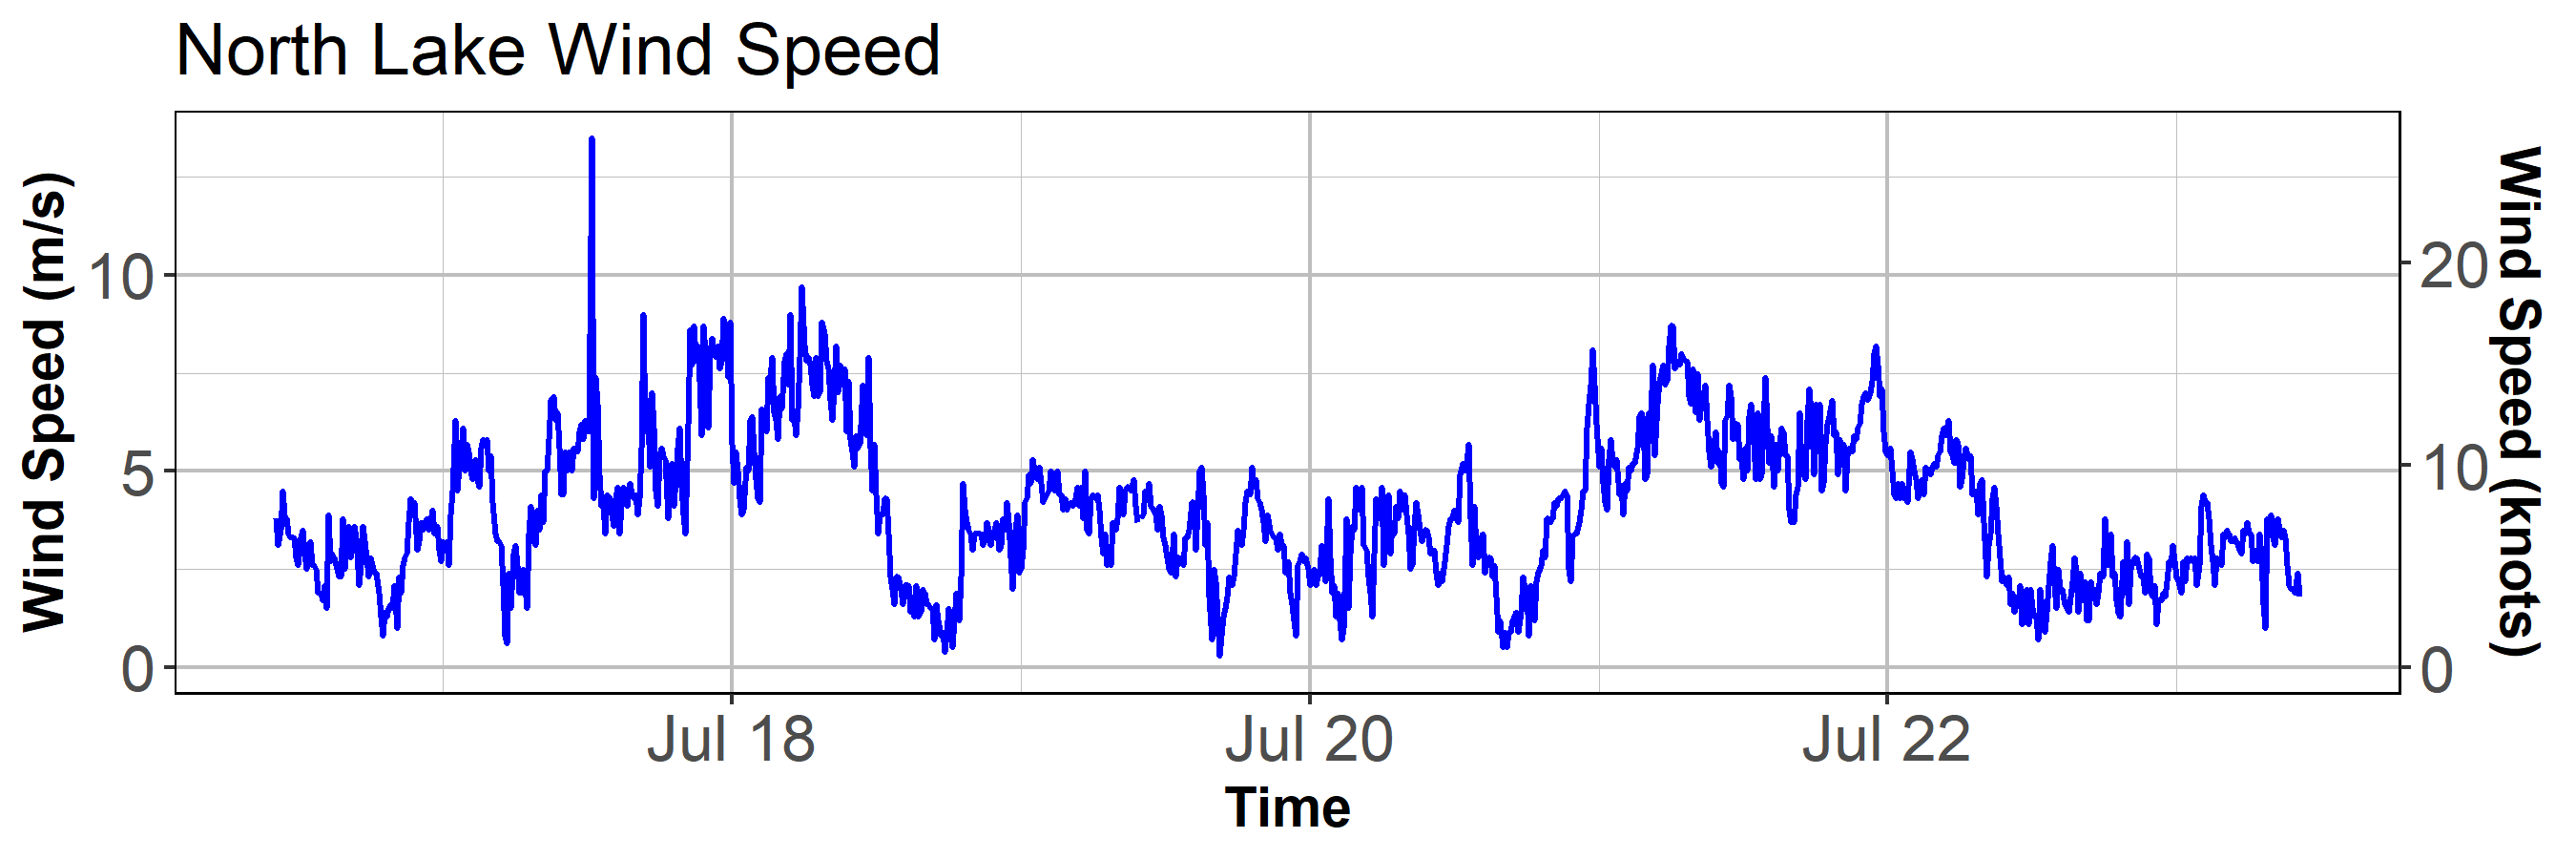 North Lake Wind Speed
Wind Speed (m/s)
10
5
0
20
10
0
Wind Speed (knots)
Jul 18
Jul 20
Jul 22
Time